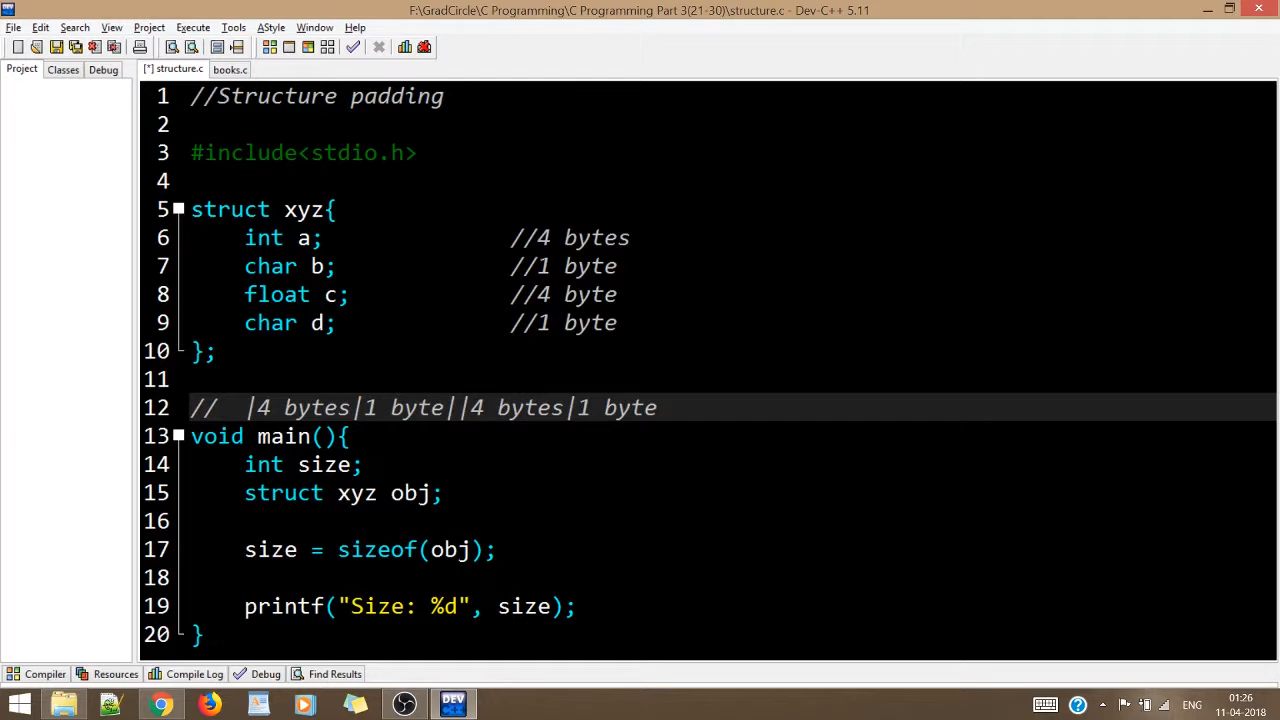 F:\GradCircle\C Programming\C Programming Part 3(21-30)\structure.c - Dev-C++ 5.11
File Edit Search View Project Execute Tools AStyle Window Help
Project Classes Debug [*] structure.c books.c
1 //Structure padding
2
3 #include<stdio.h>
4
5 struct xyz{
6 int a; //4 bytes
7 char b; //1 byte
8 float c; //4 byte
9 char d; //1 byte
10 };
11
12 // |4 bytes|1 byte||4 bytes|1 byte
13 void main(){
14 int size;
15 struct xyz obj;
16
17 size = sizeof(obj);
18
19 printf("Size: %d", size);
20 }
Compiler Resources Compile Log Debug Find Results
DEV ENG 01:26
11-04-2018